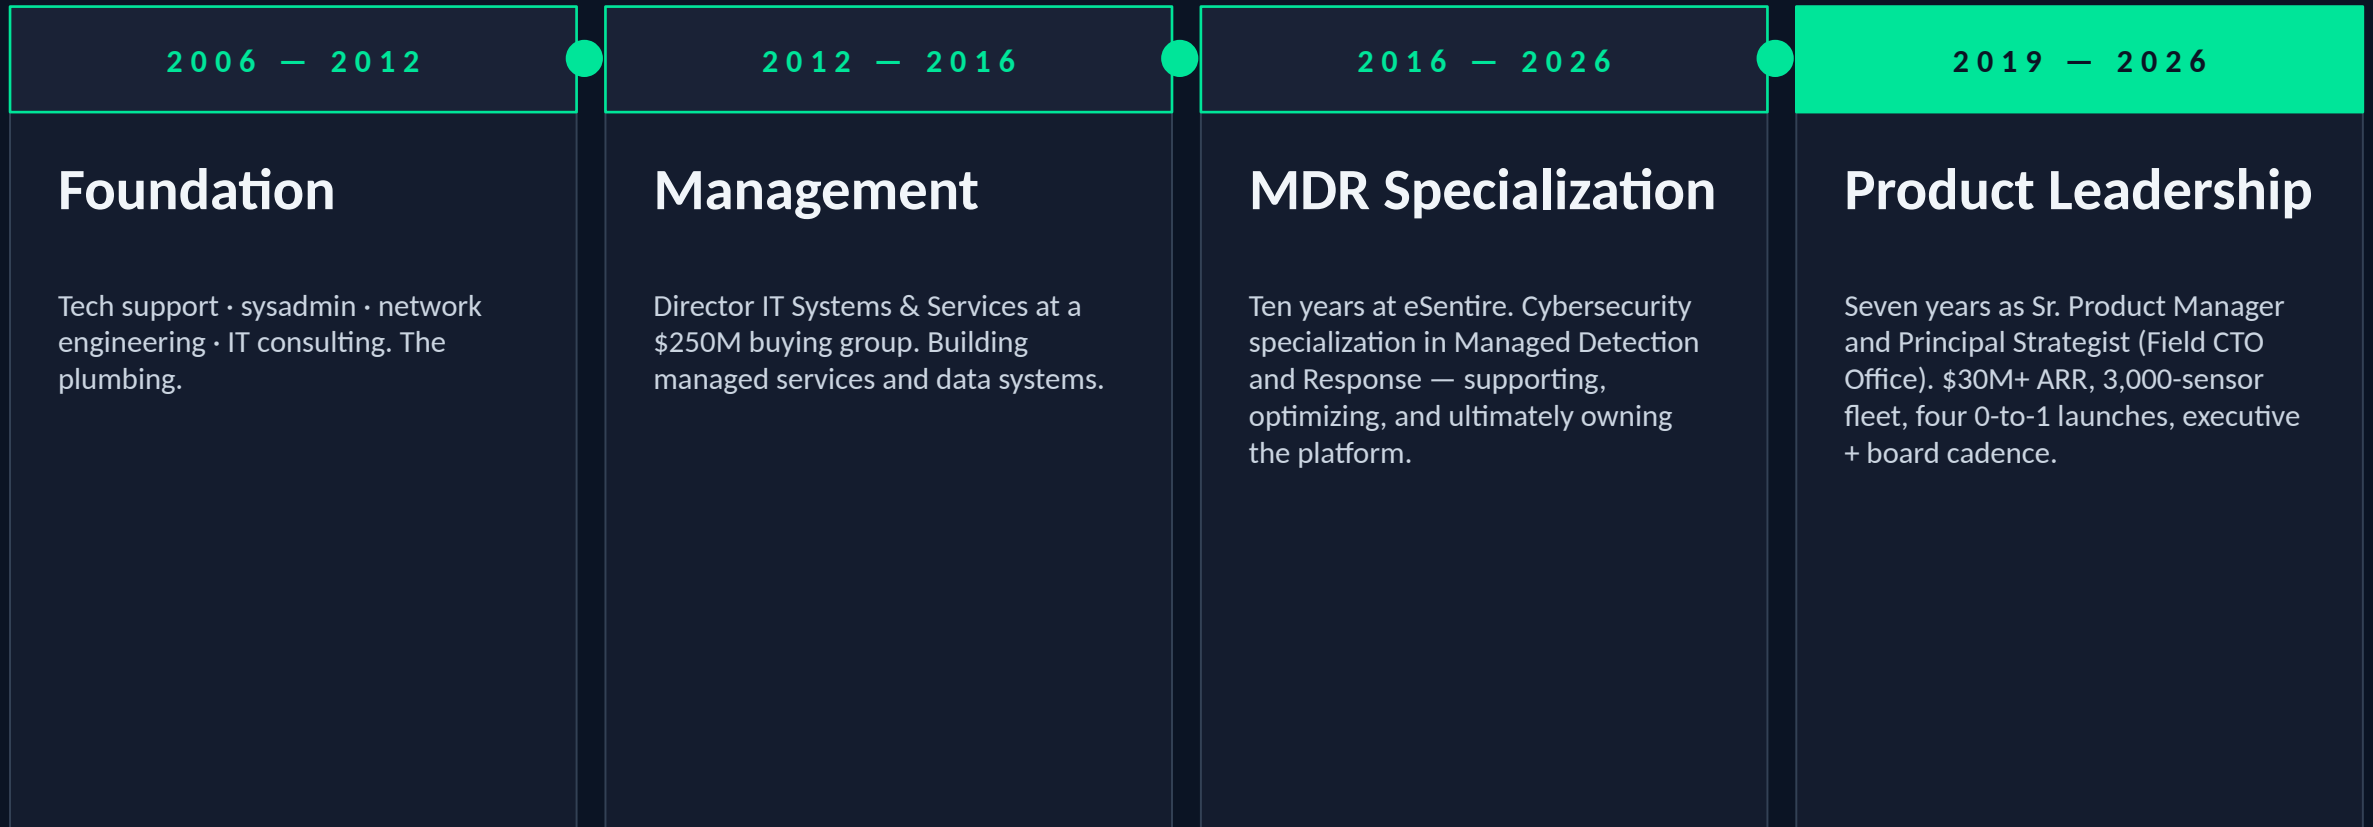 2006 — 2012
Foundation
Tech support · sysadmin · network
engineering · IT consulting. The
plumbing.
2012 — 2016
Management
Director IT Systems & Services at a
$250M buying group. Building
managed services and data systems.
2016 — 2026
MDR Specialization
Ten years at eSentire. Cybersecurity
specialization in Managed Detection
and Response — supporting,
optimizing, and ultimately owning
the platform.
2019 — 2026
Product Leadership
Seven years as Sr. Product Manager
and Principal Strategist (Field CTO
Office). $30M+ ARR, 3,000-sensor
fleet, four 0-to-1 launches, executive
+ board cadence.